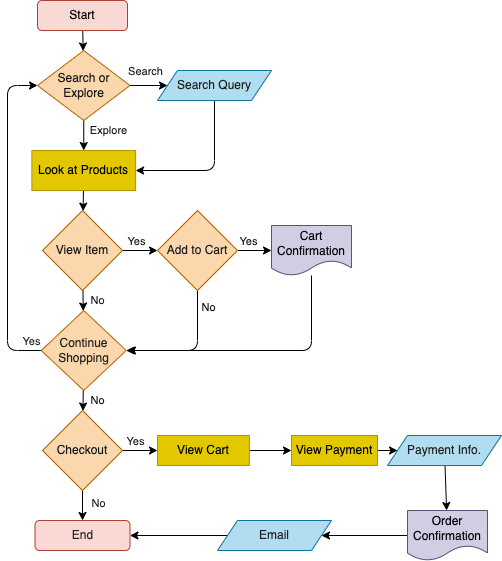 Start
Search or
Explore
Search
Search Query
Explore
Look at Products
View Item
Yes
Add to Cart
Yes
Cart
Confirmation
No
No
Yes
Continue
Shopping
No
Checkout
Yes
View Cart
View Payment
Payment Info.
No
End
Email
Order
Confirmation